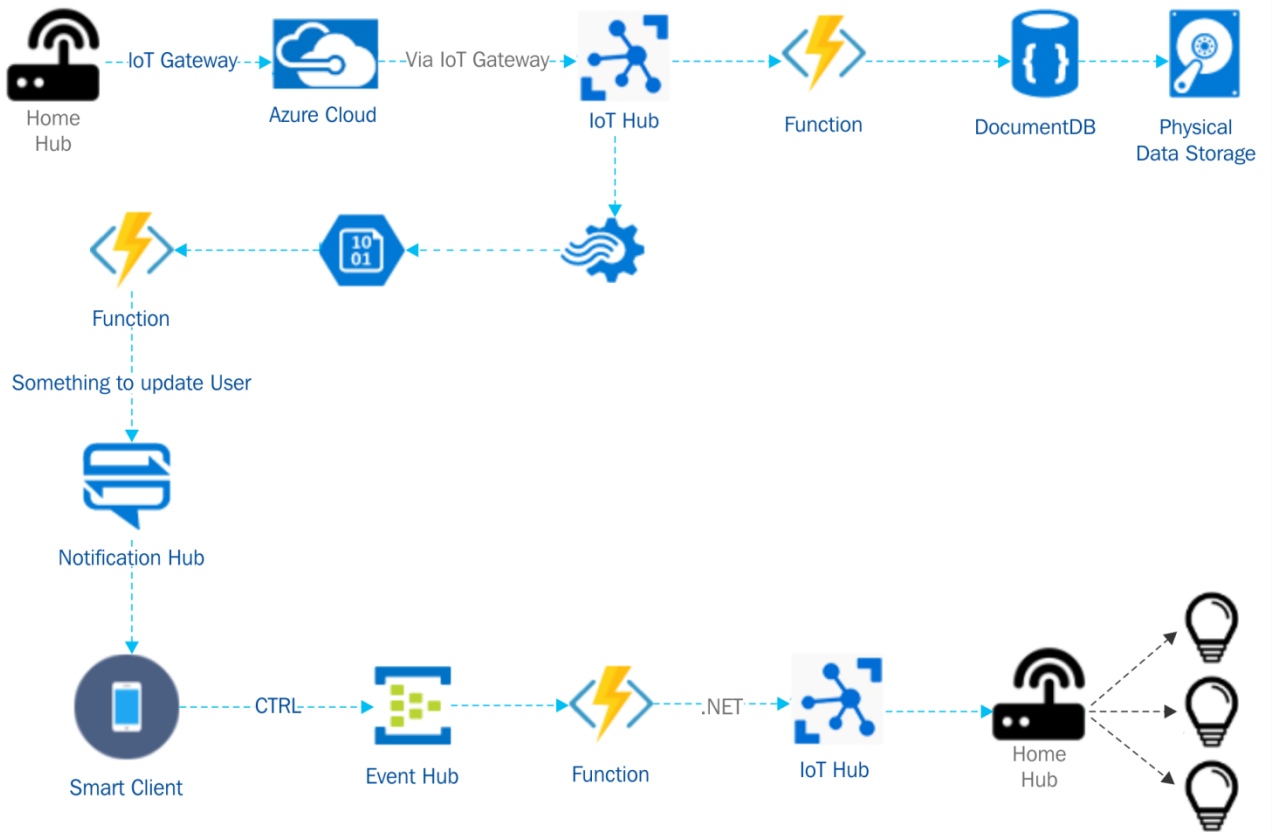 IoT Gateway
Via IoT Gateway
Home
Hub
Azure Cloud
IoT Hub
Function
DocumentDB
Physical
Data Storage
10
01
Function
Something to update User
Notification Hub
CTRL
.NET
Smart Client
Event Hub
Function
IoT Hub
Home
Hub